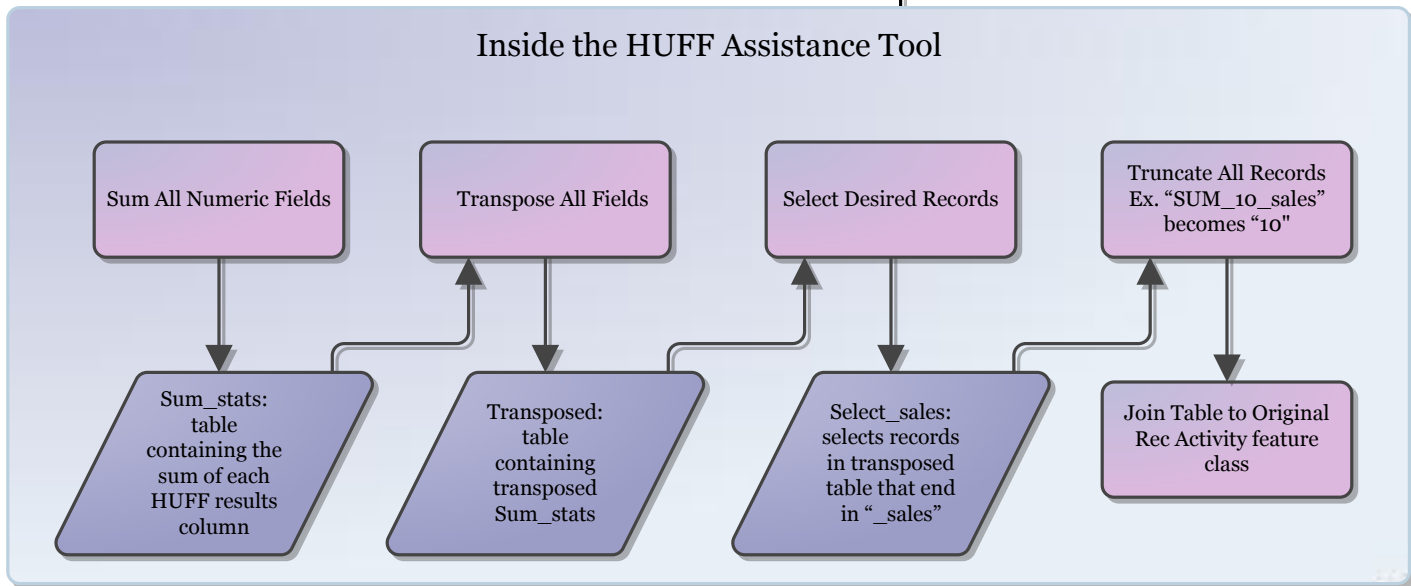 Inside the HUFF Assistance Tool
Sum All Numeric Fields
Transpose All Fields
Select Desired Records
Truncate All Records
Ex. “SUM_10_sales”
becomes “10"
Sum_stats:
table
containing the
sum of each
HUFF results
column
Transposed:
table
containing
transposed
Sum_stats
Select_sales:
selects records
in transposed
table that end
in “_sales”
Join Table to Original
Rec Activity feature
class